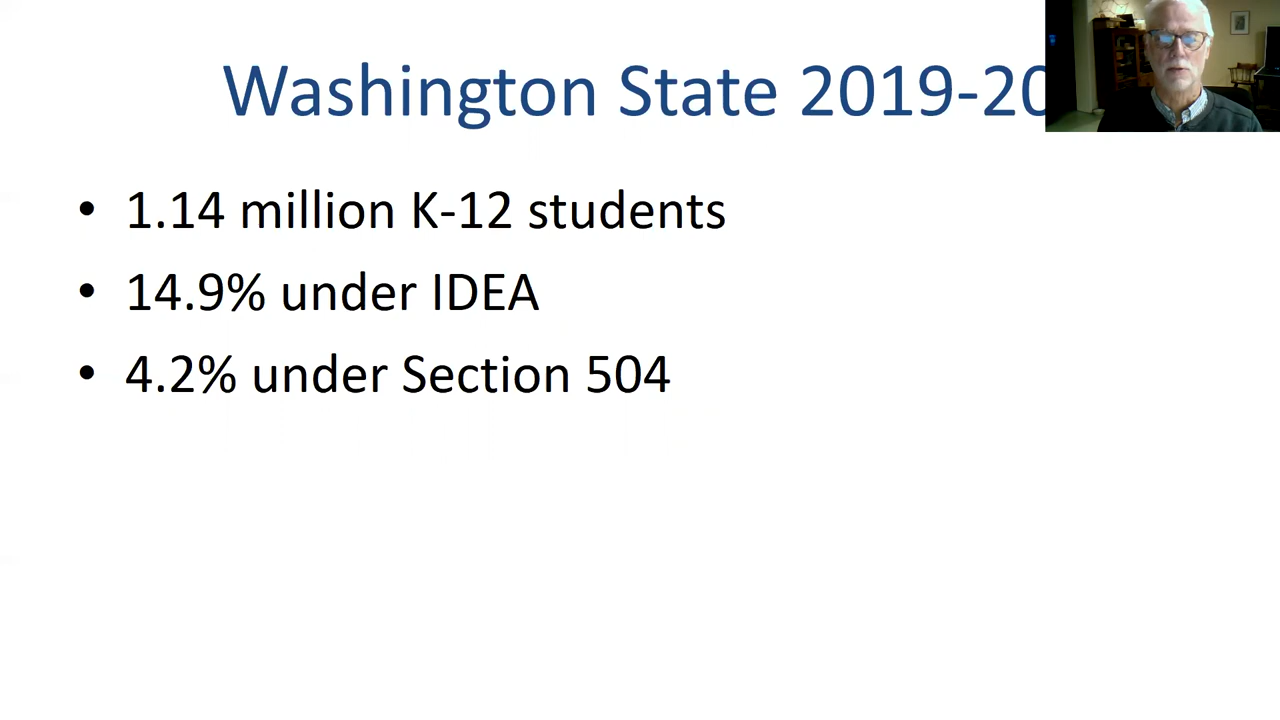 Washington State 2019-20
• 1.14 million K-12 students
• 14.9% under IDEA
• 4.2% under Section 504